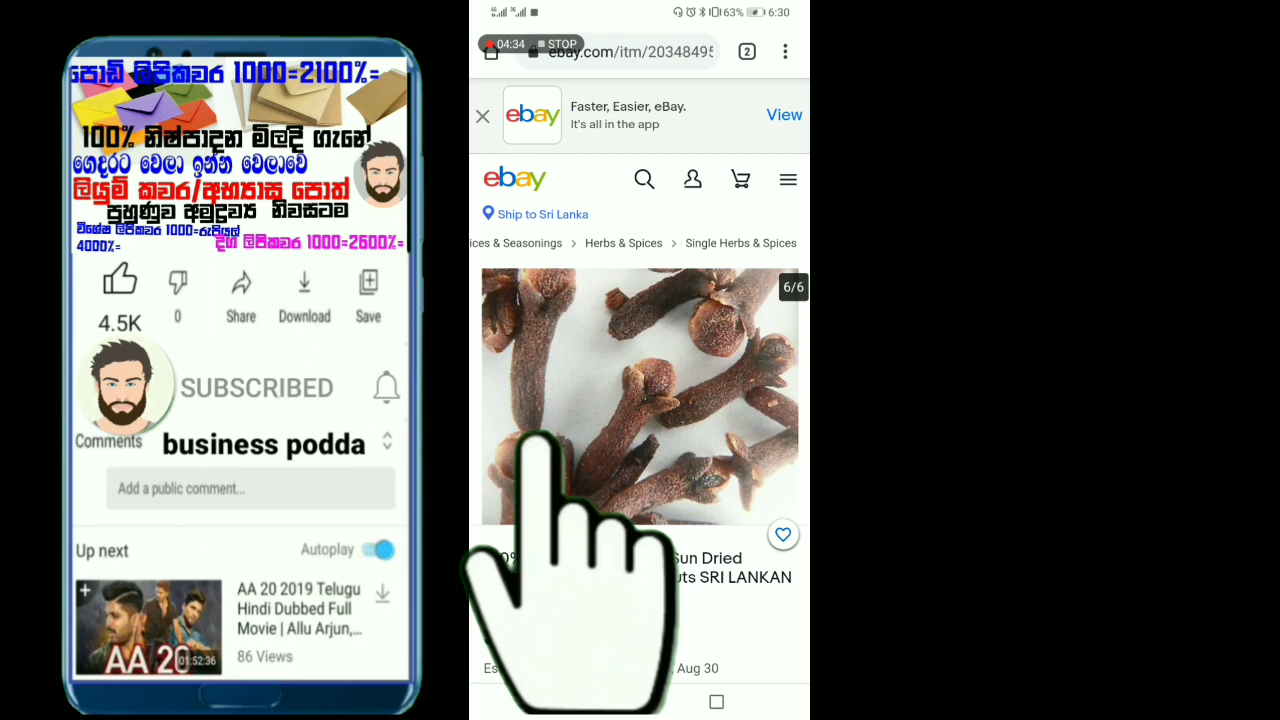 පොඩි ලිපිකවර 1000=2100%=
100% නිෂ්පාදන මිලදි ගැනේ
ගෙදරට වෙලා ඉන්න වෙලාවේ
ලියුම් කවර/අභ්‍යාස පොත්
පුහුණුව අමුද්‍රව්‍ය නිවසටම
විශේෂ ලිපිකවර 1000=රුපියල්
4000%=
දිග ලිපිකවර 1000=2600%=
4.5K
0
Share
Download
Save
SUBSCRIBED
Comments
business podda
Add a public comment...
Up next
Autoplay
AA 20 2019 Telugu
Hindi Dubbed Full
Movie | Allu Arjun,...
86 Views
AA 20
01:52:36
63%
6:30
04:34
STOP
ebay.com/itm/20348495
2
ebay
Faster, Easier, eBay.
It's all in the app
View
ebay
Ship to Sri Lanka
ices & Seasonings > Herbs & Spices > Single Herbs & Spices
6/6
Sun Dried
SRI LANKAN
Aug 30